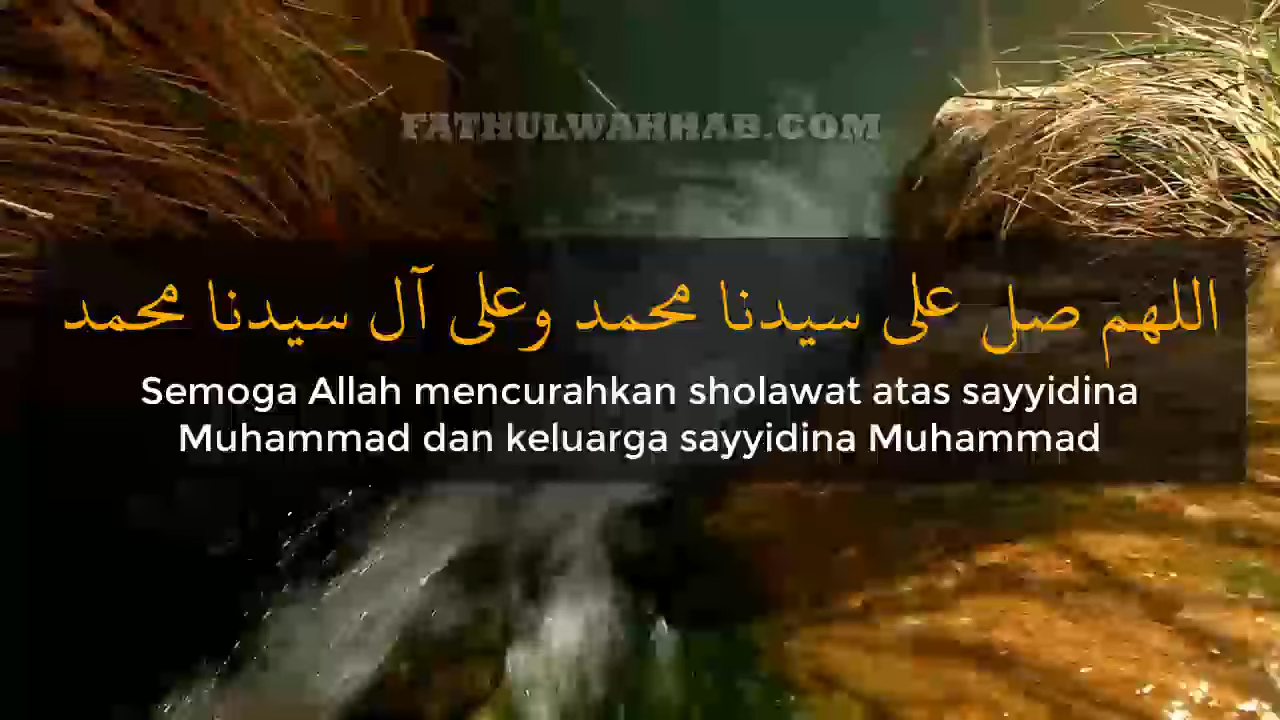 FATHULWAHHAB.COM
اللهم صل على سيدنا محمد وعلى آل سيدنا محمد
Semoga Allah mencurahkan sholawat atas sayyidina
Muhammad dan keluarga sayyidina Muhammad